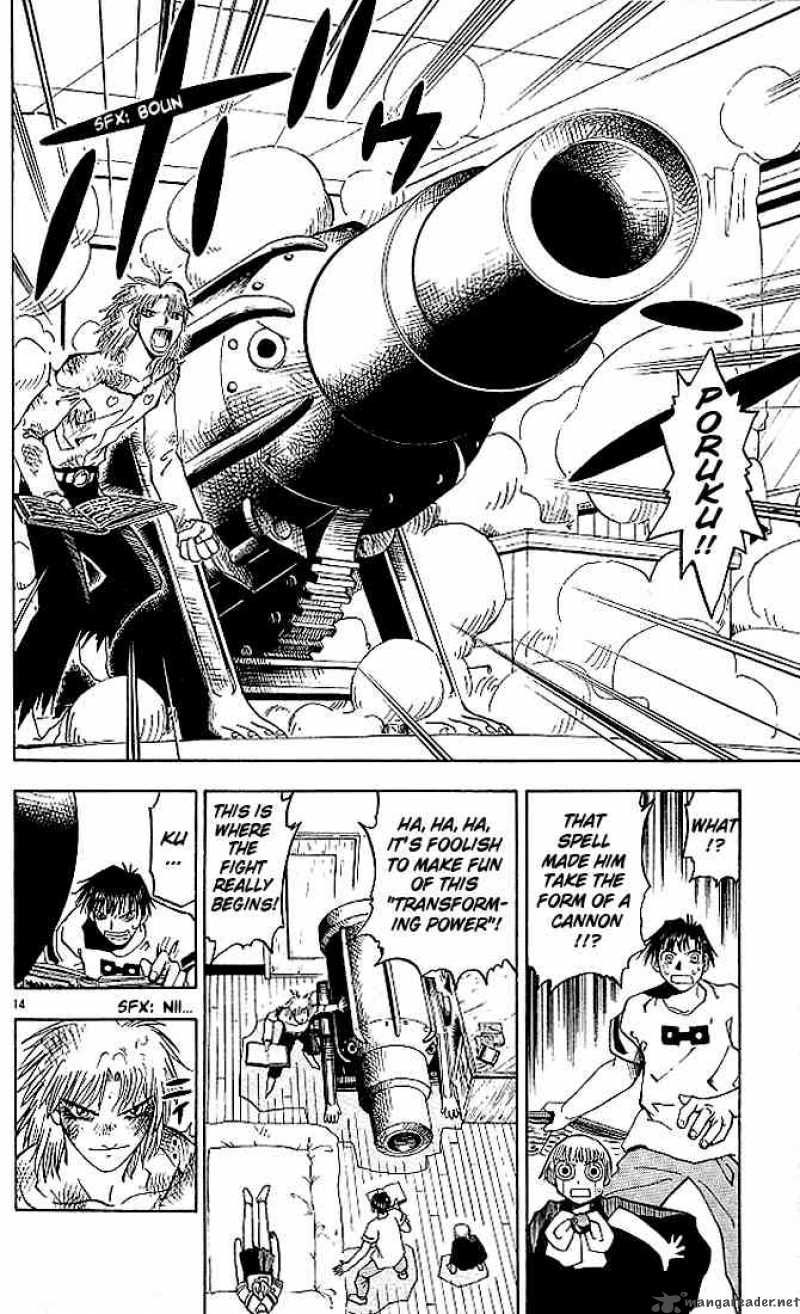 ボ
ン
SFX: BOUN
PORUKU!!
WHAT
!?
THAT
SPELL
MADE HIM
TAKE THE
FORM OF A
CANNON
!!?
HA, HA, HA,
IT'S FOOLISH
TO MAKE FUN
OF THIS
"TRANSFORM-
ING POWER"!
THIS IS
WHERE
THE
FIGHT
REALLY
BEGINS!
KU
...
14
SFX: NII...
mangareader.net